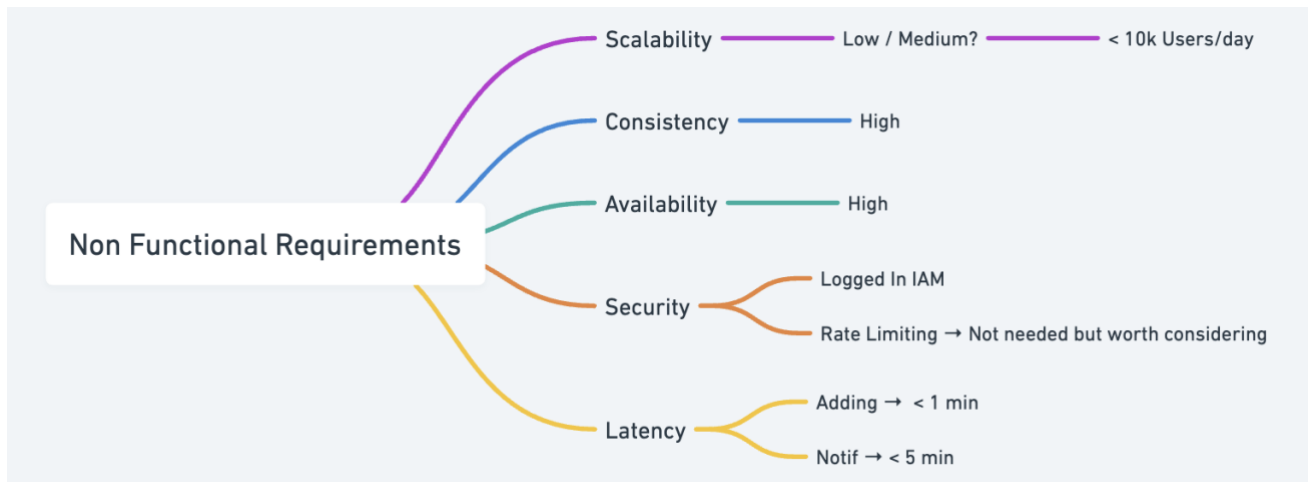 Non Functional Requirements
Scalability
Low / Medium?
< 10k Users/day
Consistency
High
Availability
High
Security
Logged In IAM
Rate Limiting → Not needed but worth considering
Latency
Adding → < 1 min
Notif → < 5 min